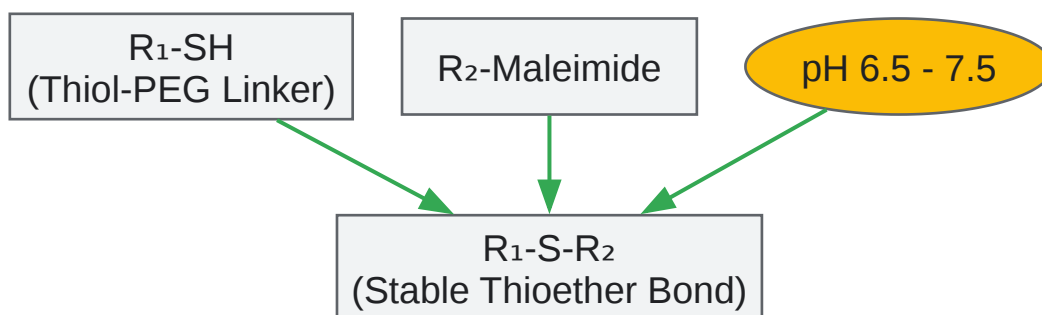 R₁-SH
(Thiol-PEG Linker)
R₂-Maleimide
pH 6.5 - 7.5
R₁-S-R₂
(Stable Thioether Bond)